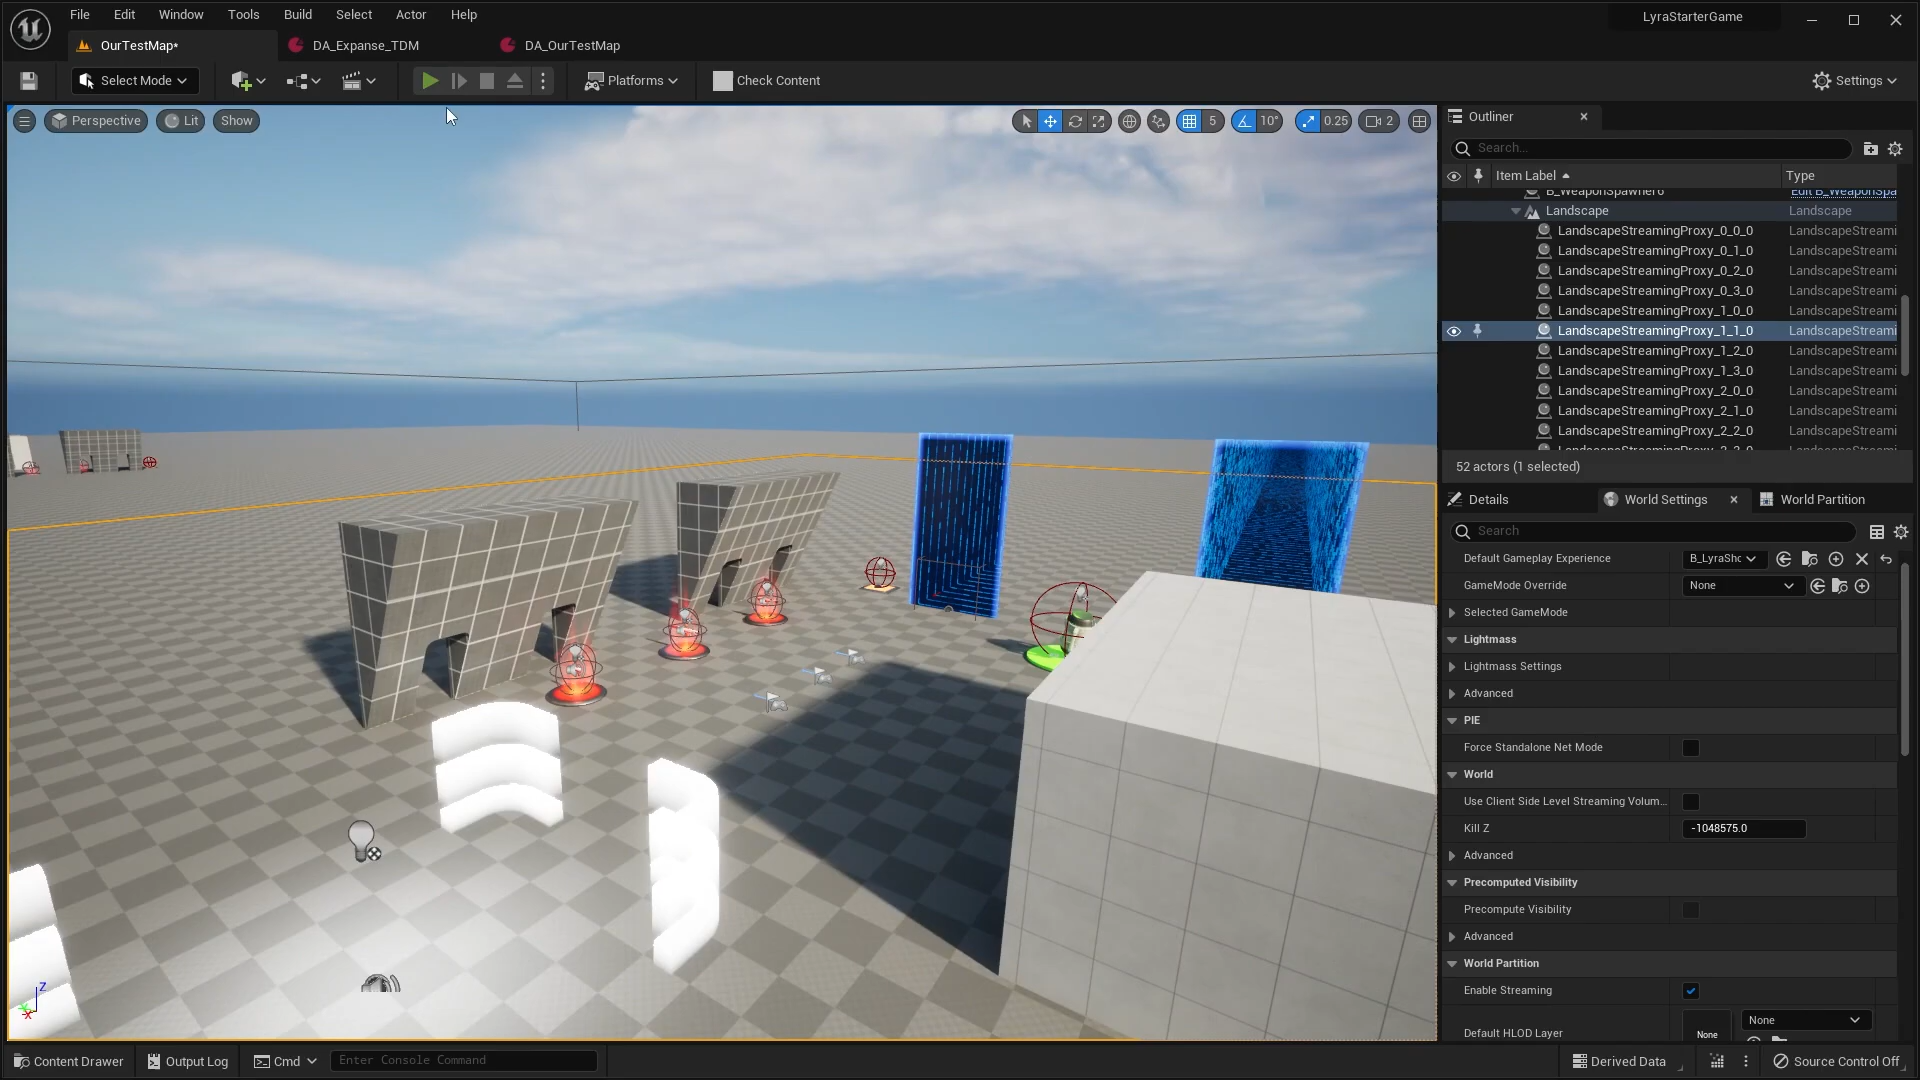 File Edit Window Tools Build Select Actor Help
LyraStarterGame
OurTestMap*
DA_Expanse_TDM
DA_OurTestMap
Select Mode
Platforms
Check Content
Settings
Perspective
Lit
Show
5
10°
0.25
2
Outliner
Search...
Item Label
Type
B_WeaponSpawner6
Edit B_WeaponSpa
Landscape
Landscape
LandscapeStreamingProxy_0_0_0 LandscapeStreami
LandscapeStreamingProxy_0_1_0 LandscapeStreami
LandscapeStreamingProxy_0_2_0 LandscapeStreami
LandscapeStreamingProxy_0_3_0 LandscapeStreami
LandscapeStreamingProxy_1_0_0 LandscapeStreami
LandscapeStreamingProxy_1_1_0 LandscapeStreami
LandscapeStreamingProxy_1_2_0 LandscapeStreami
LandscapeStreamingProxy_1_3_0 LandscapeStreami
LandscapeStreamingProxy_2_0_0 LandscapeStreami
LandscapeStreamingProxy_2_1_0 LandscapeStreami
LandscapeStreamingProxy_2_2_0 LandscapeStreami
52 actors (1 selected)
Details
World Settings
World Partition
Search
Default Gameplay Experience
B_LyraSho
GameMode Override
None
Selected GameMode
Lightmass
Lightmass Settings
Advanced
PIE
Force Standalone Net Mode
World
Use Client Side Level Streaming Volum...
Kill Z
-1048575.0
Advanced
Precomputed Visibility
Precompute Visibility
Advanced
World Partition
Enable Streaming
Default HLOD Layer
None
None
Z
X
Content Drawer
Output Log
Cmd
Enter Console Command
Derived Data
Source Control Off